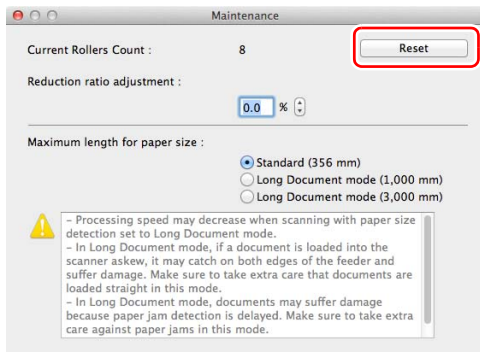 Maintenance
Current Rollers Count : 8 Reset
Reduction ratio adjustment :
0.0 %
Maximum length for paper size :
Standard (356 mm)
Long Document mode (1,000 mm)
Long Document mode (3,000 mm)
– Processing speed may decrease when scanning with paper size
detection set to Long Document mode.
– In Long Document mode, if a document is loaded into the
scanner askew, it may catch on both edges of the feeder and
suffer damage. Make sure to take extra care that documents are
loaded straight in this mode.
– In Long Document mode, documents may suffer damage
because paper jam detection is delayed. Make sure to take extra
care against paper jams in this mode.